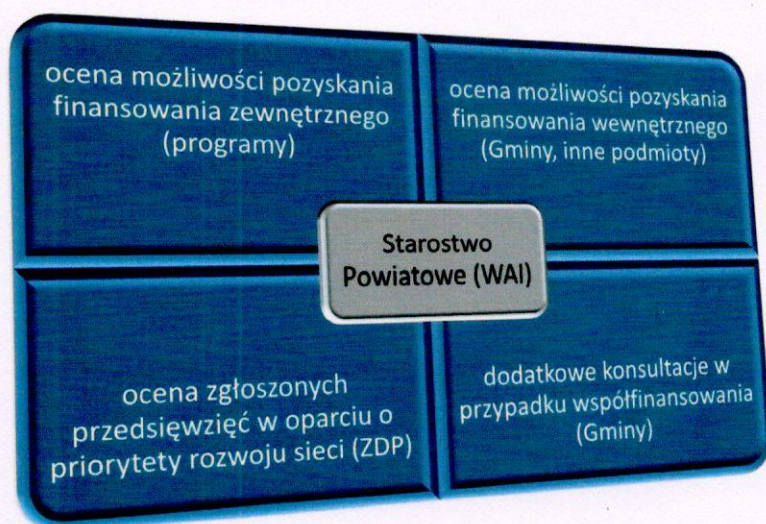 ocena możliwości pozyskania
finansowania zewnętrznego
(programy)
ocena możliwości pozyskania
finansowania wewnętrznego
(Gminy, inne podmioty)
Starostwo
Powiatowe (WAI)
ocena zgłoszonych
przedsięwzięć w oparciu o
priorytety rozwoju sieci (ZDP)
dodatkowe konsultacje w
przypadku współfinansowania
(Gminy)